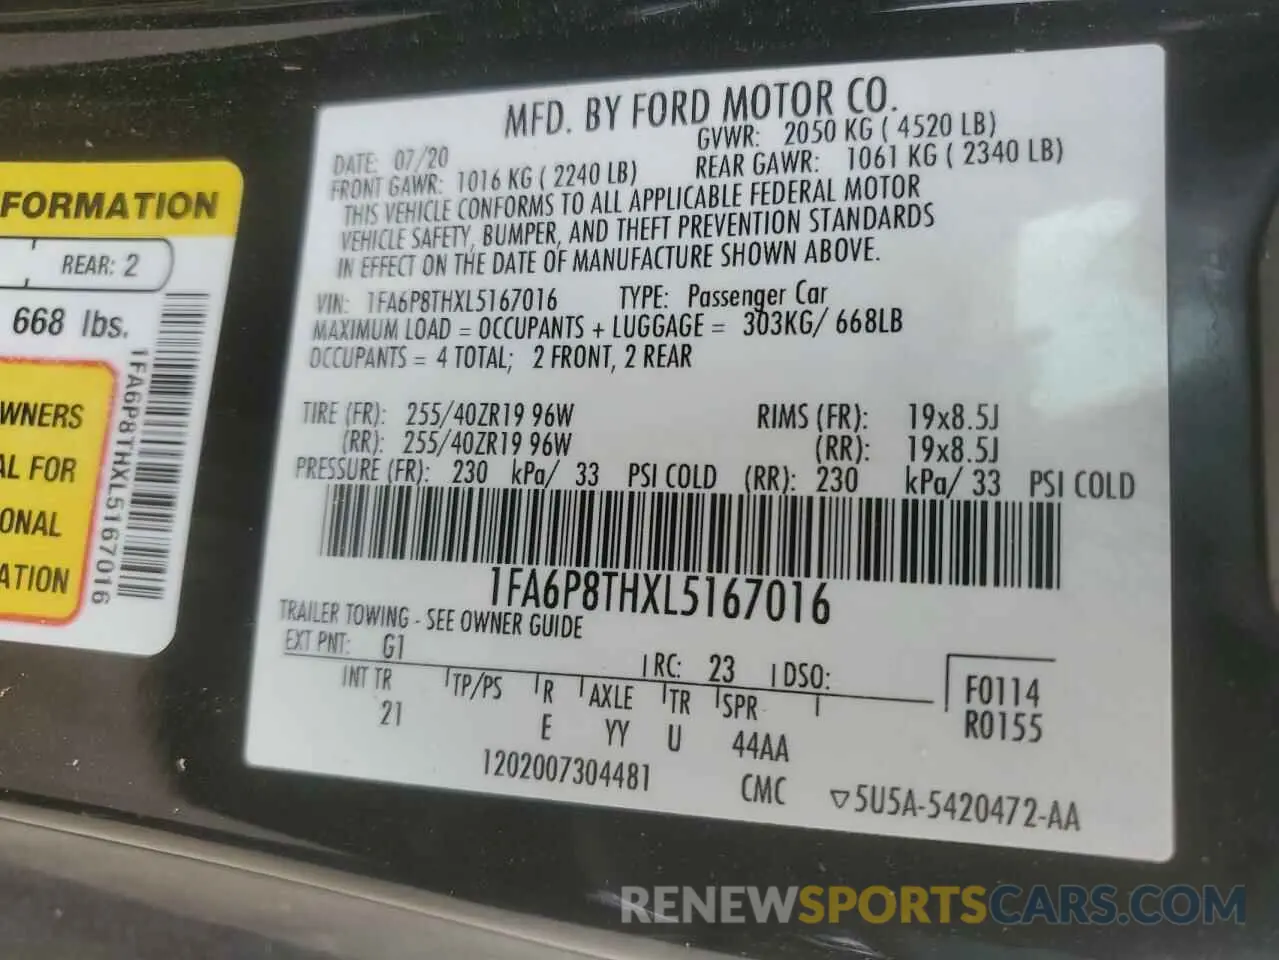 MFD. BY FORD MOTOR CO.
DATE: 07/20
GVWR: 2050 KG ( 4520 LB)
FRONT GAWR: 1016 KG ( 2240 LB)
REAR GAWR: 1061 KG ( 2340 LB)
THIS VEHICLE CONFORMS TO ALL APPLICABLE FEDERAL MOTOR
VEHICLE SAFETY, BUMPER, AND THEFT PREVENTION STANDARDS
IN EFFECT ON THE DATE OF MANUFACTURE SHOWN ABOVE.
VIN: 1FA6P8THXL5167016 TYPE: Passenger Car
MAXIMUM LOAD = OCCUPANTS + LUGGAGE = 303KG/ 668LB
OCCUPANTS = 4 TOTAL; 2 FRONT, 2 REAR
TIRE (FR): 255/40ZR19 96W RIMS (FR): 19x8.5J
(RR): 255/40ZR19 96W (RR): 19x8.5J
PRESSURE (FR): 230 kPa/ 33 PSI COLD (RR): 230 kPa/ 33 PSI COLD
1FA6P8THXL5167016
TRAILER TOWING - SEE OWNER GUIDE
EXT PNT: G1 RC: 23 DSO:
INT TR TP/PS R AXLE TR SPR
21 E YY U 44AA
F0114
R0155
1202007304481 CMC ▽5U5A-5420472-AA
FORMATION
REAR: 2
668 lbs.
WNERS
AL FOR
ONAL
ATION
1FA6P8THXL5167016
RENEWSPORTSCARS.COM